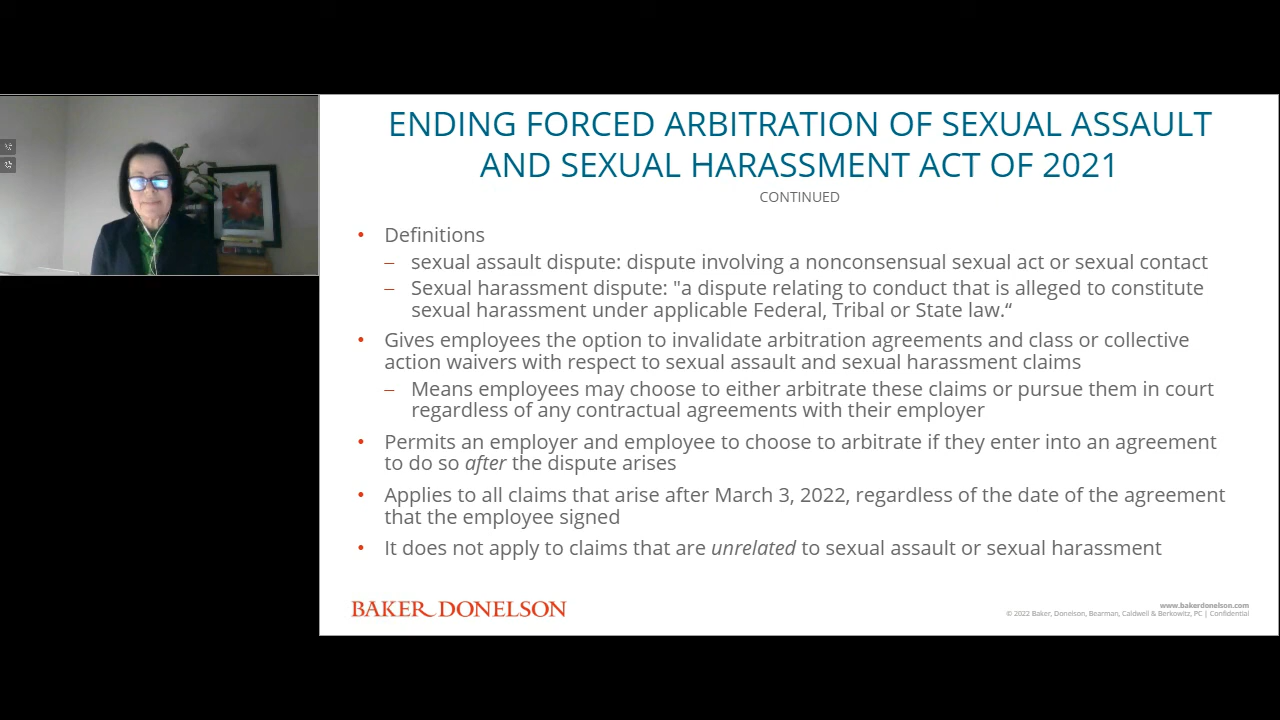 ENDING FORCED ARBITRATION OF SEXUAL ASSAULT
AND SEXUAL HARASSMENT ACT OF 2021
CONTINUED
• Definitions
– sexual assault dispute: dispute involving a nonconsensual sexual act or sexual contact
– Sexual harassment dispute: "a dispute relating to conduct that is alleged to constitute
sexual harassment under applicable Federal, Tribal or State law.“
• Gives employees the option to invalidate arbitration agreements and class or collective
action waivers with respect to sexual assault and sexual harassment claims
– Means employees may choose to either arbitrate these claims or pursue them in court
regardless of any contractual agreements with their employer
• Permits an employer and employee to choose to arbitrate if they enter into an agreement
to do so after the dispute arises
• Applies to all claims that arise after March 3, 2022, regardless of the date of the agreement
that the employee signed
• It does not apply to claims that are unrelated to sexual assault or sexual harassment
BAKER DONELSON
www.bakerdonelson.com
© 2022 Baker, Donelson, Bearman, Caldwell & Berkowitz, PC | Confidential